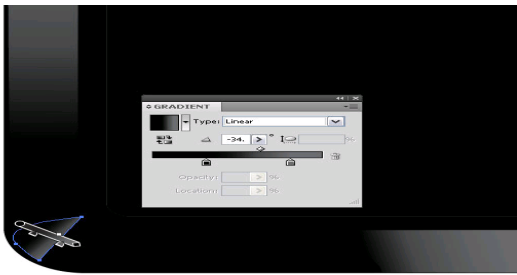 GRADIENT
Type: Linear
-34. > ° %
Opacity: > %
Location: > %